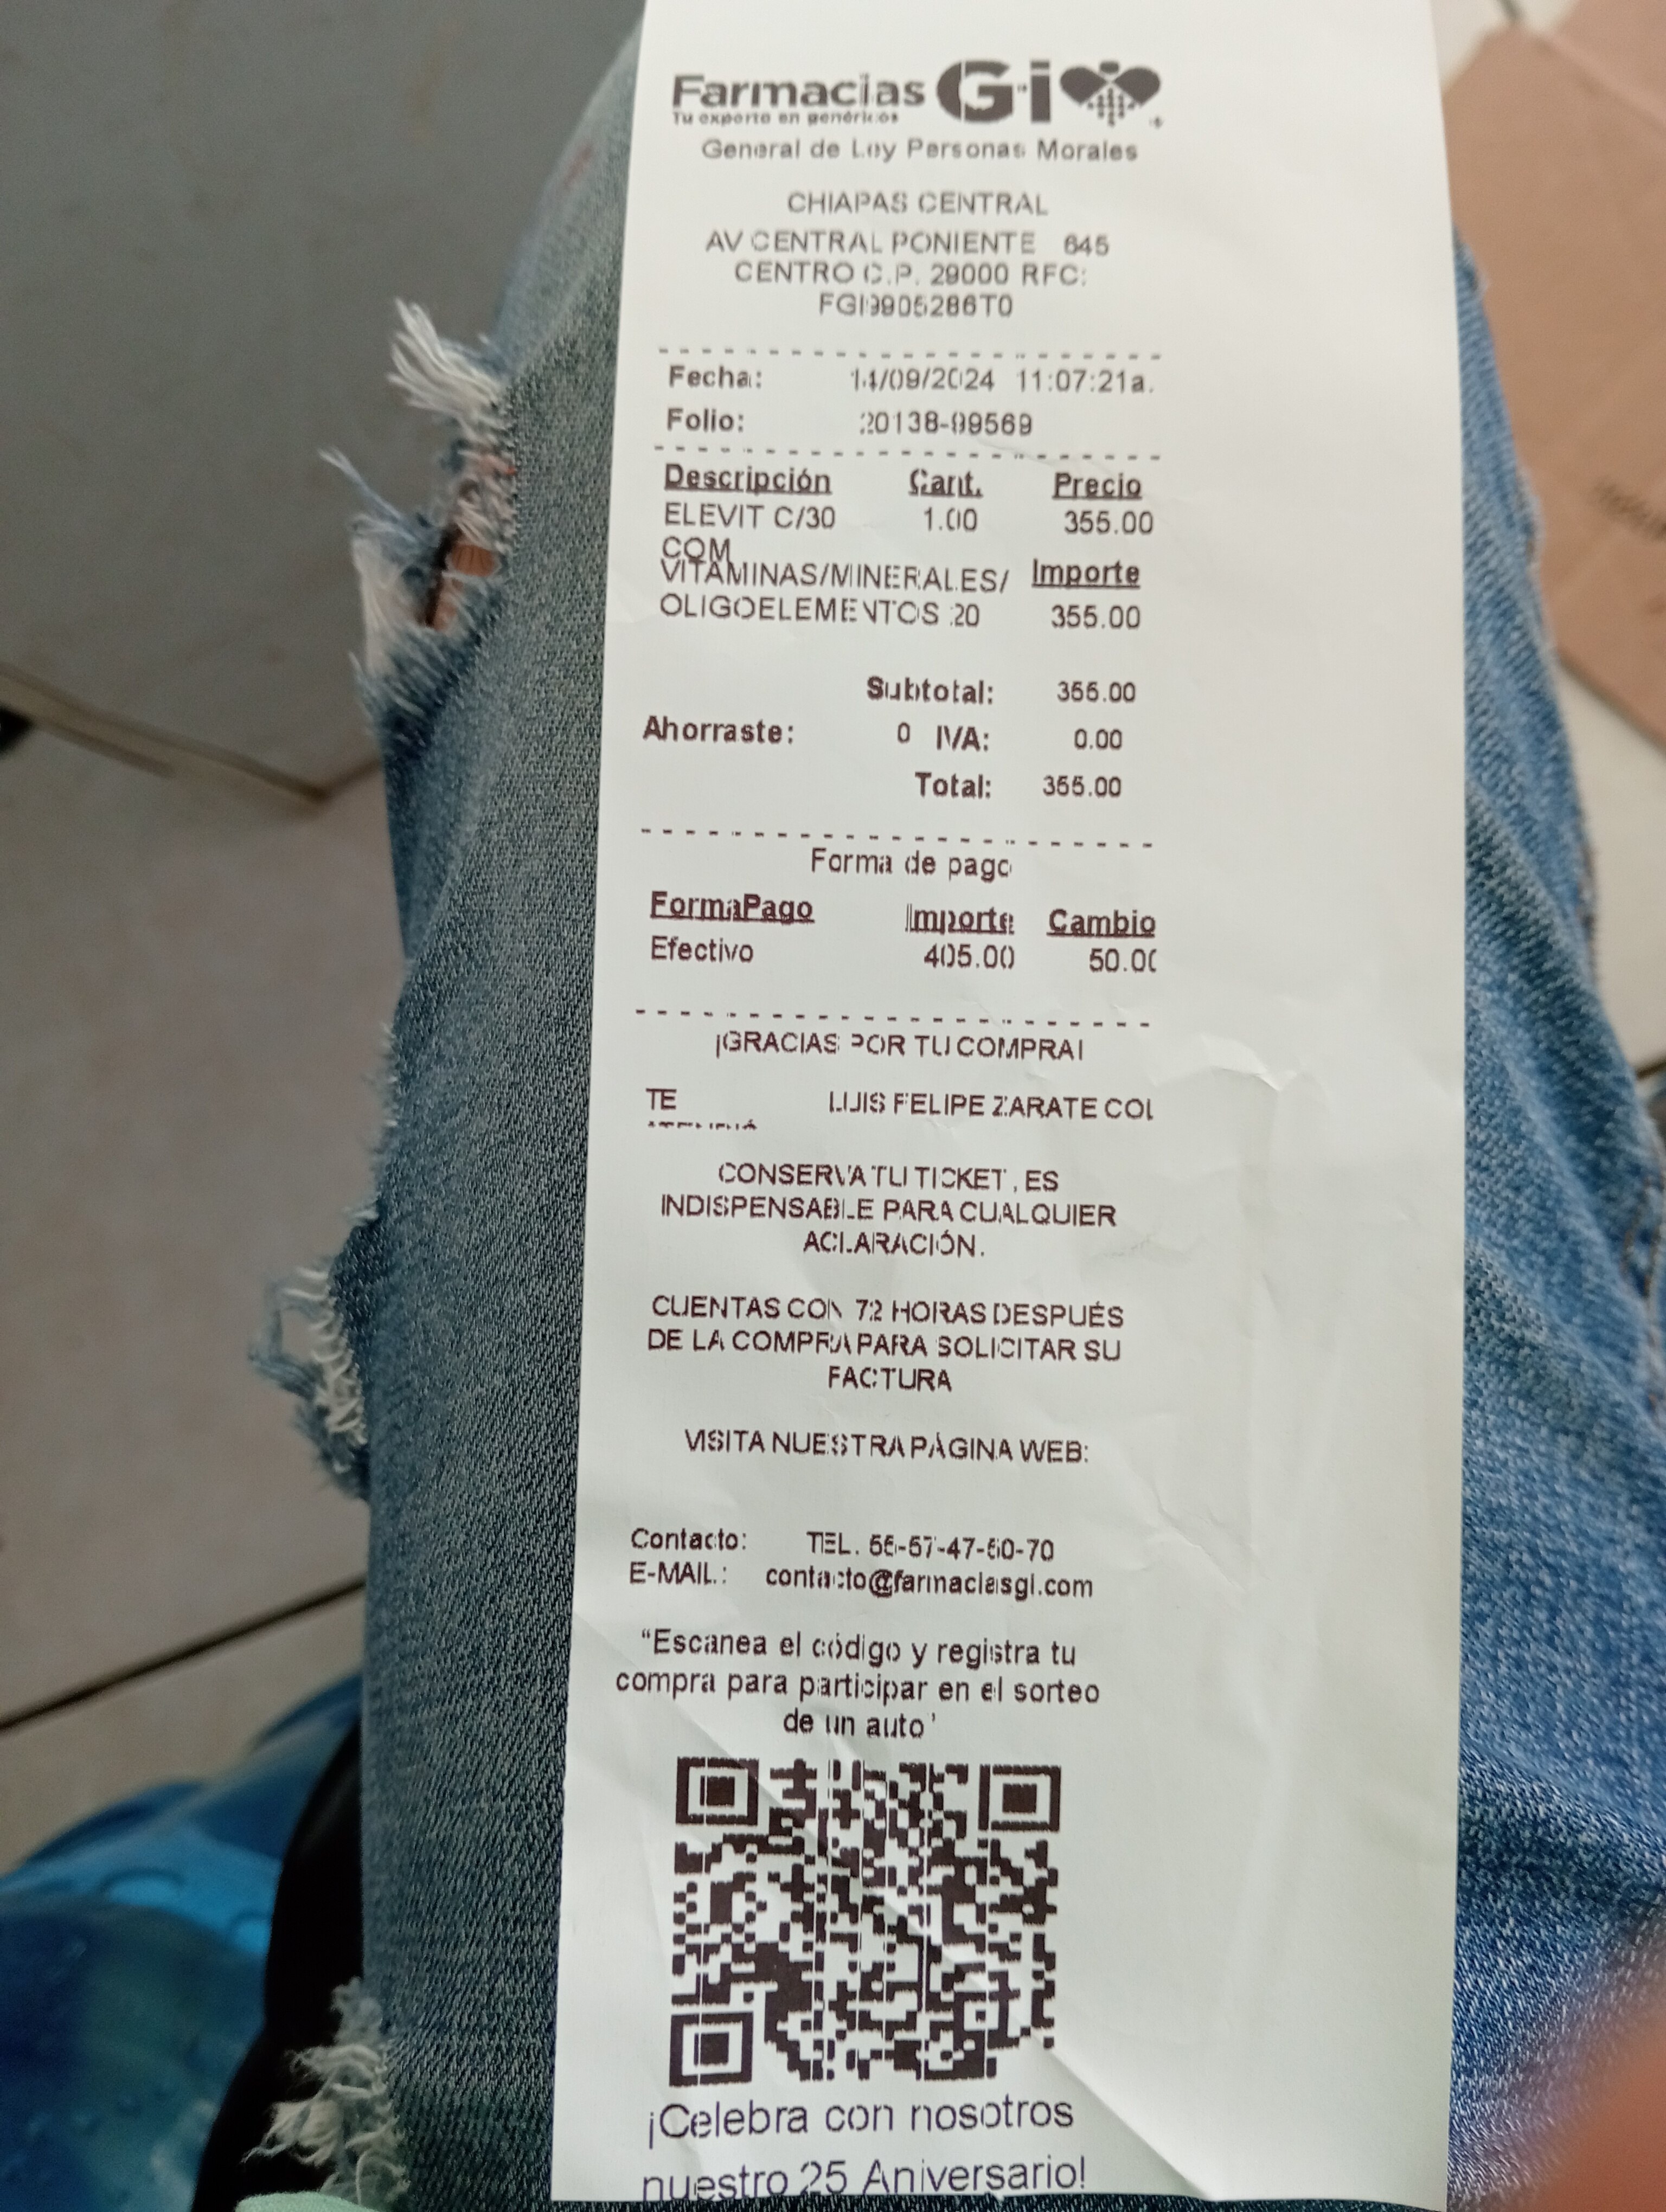 Farmacias Gi
Tu experto en genéricos
General de Ley Personas Morales
CHIAPAS CENTRAL
AV CENTRAL PONIENTE 645
CENTRO C.P. 29000 RFC:
FGI9905286T0
Fecha: 14/09/2024 11:07:21a.
Folio: 20138-99569
Descripción Cant. Precio
ELEVIT C/30 1.00 355.00
COM
VITAMINAS/MINERALES/ Importe
OLIGOELEMENTOS 20 355.00
Subtotal: 355.00
Ahorraste: 0 IVA: 0.00
Total: 355.00
Forma de pago
FormaPago Importe Cambio
Efectivo 405.00 50.00
¡GRACIAS POR TU COMPRA!
TE LUIS FELIPE ZARATE COL
CONSERVA TU TICKET , ES
INDISPENSABLE PARA CUALQUIER
ACLARACIÓN.
CUENTAS CON 72 HORAS DESPUÉS
DE LA COMPRA PARA SOLICITAR SU
FACTURA
VISITA NUESTRA PÁGINA WEB:
Contacto: TEL. 55-57-47-50-70
E-MAIL.: contacto@farmaciasgi.com
“Escanea el código y registra tu
compra para participar en el sorteo
de un auto"
¡Celebra con nosotros
nuestro 25 Aniversario!